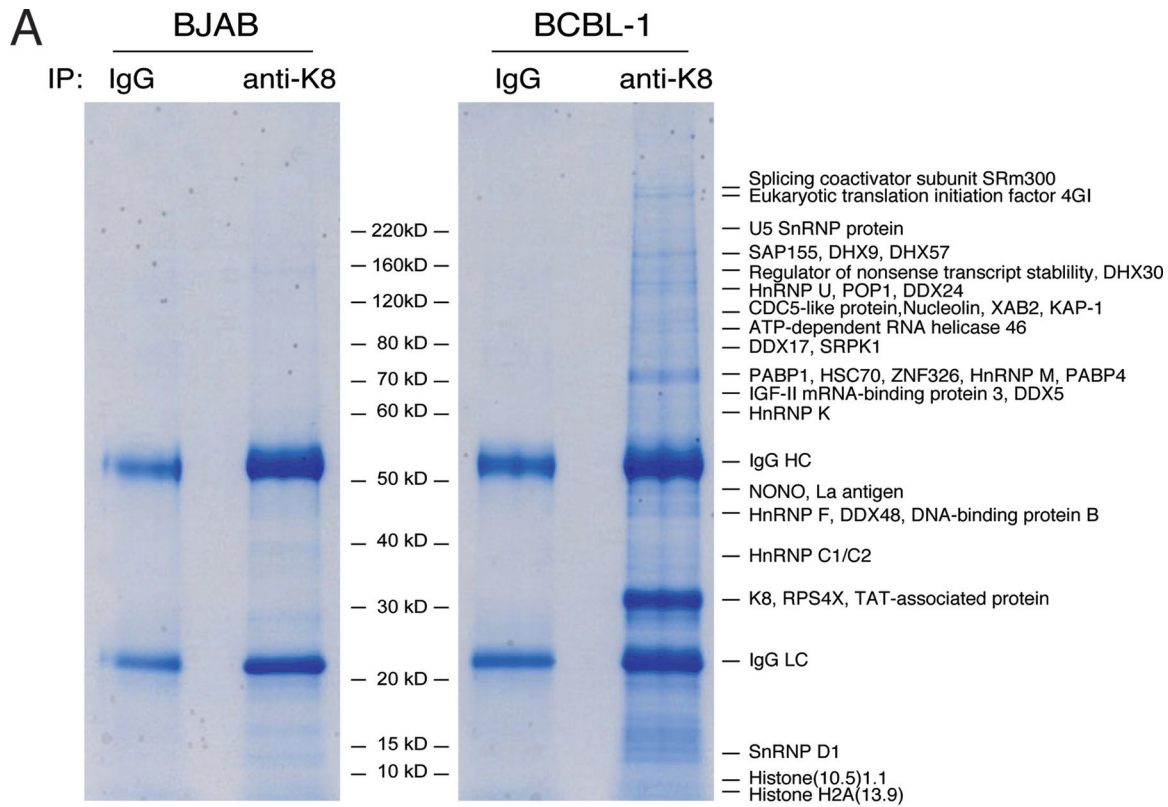 A
BJAB
BCBL-1
IP: IgG anti-K8 IgG anti-K8
220kD
160kD
120kD
80 kD
70 kD
60 kD
50 kD
40 kD
30 kD
20 kD
15 kD
10 kD
Splicing coactivator subunit SRm300
Eukaryotic translation initiation factor 4GI
U5 SnRNP protein
SAP155, DHX9, DHX57
Regulator of nonsense transcript stablility, DHX30
HnRNP U, POP1, DDX24
CDC5-like protein,Nucleolin, XAB2, KAP-1
ATP-dependent RNA helicase 46
DDX17, SRPK1
PABP1, HSC70, ZNF326, HnRNP M, PABP4
IGF-II mRNA-binding protein 3, DDX5
HnRNP K
IgG HC
NONO, La antigen
HnRNP F, DDX48, DNA-binding protein B
HnRNP C1/C2
K8, RPS4X, TAT-associated protein
IgG LC
SnRNP D1
Histone(10.5)1.1
Histone H2A(13.9)